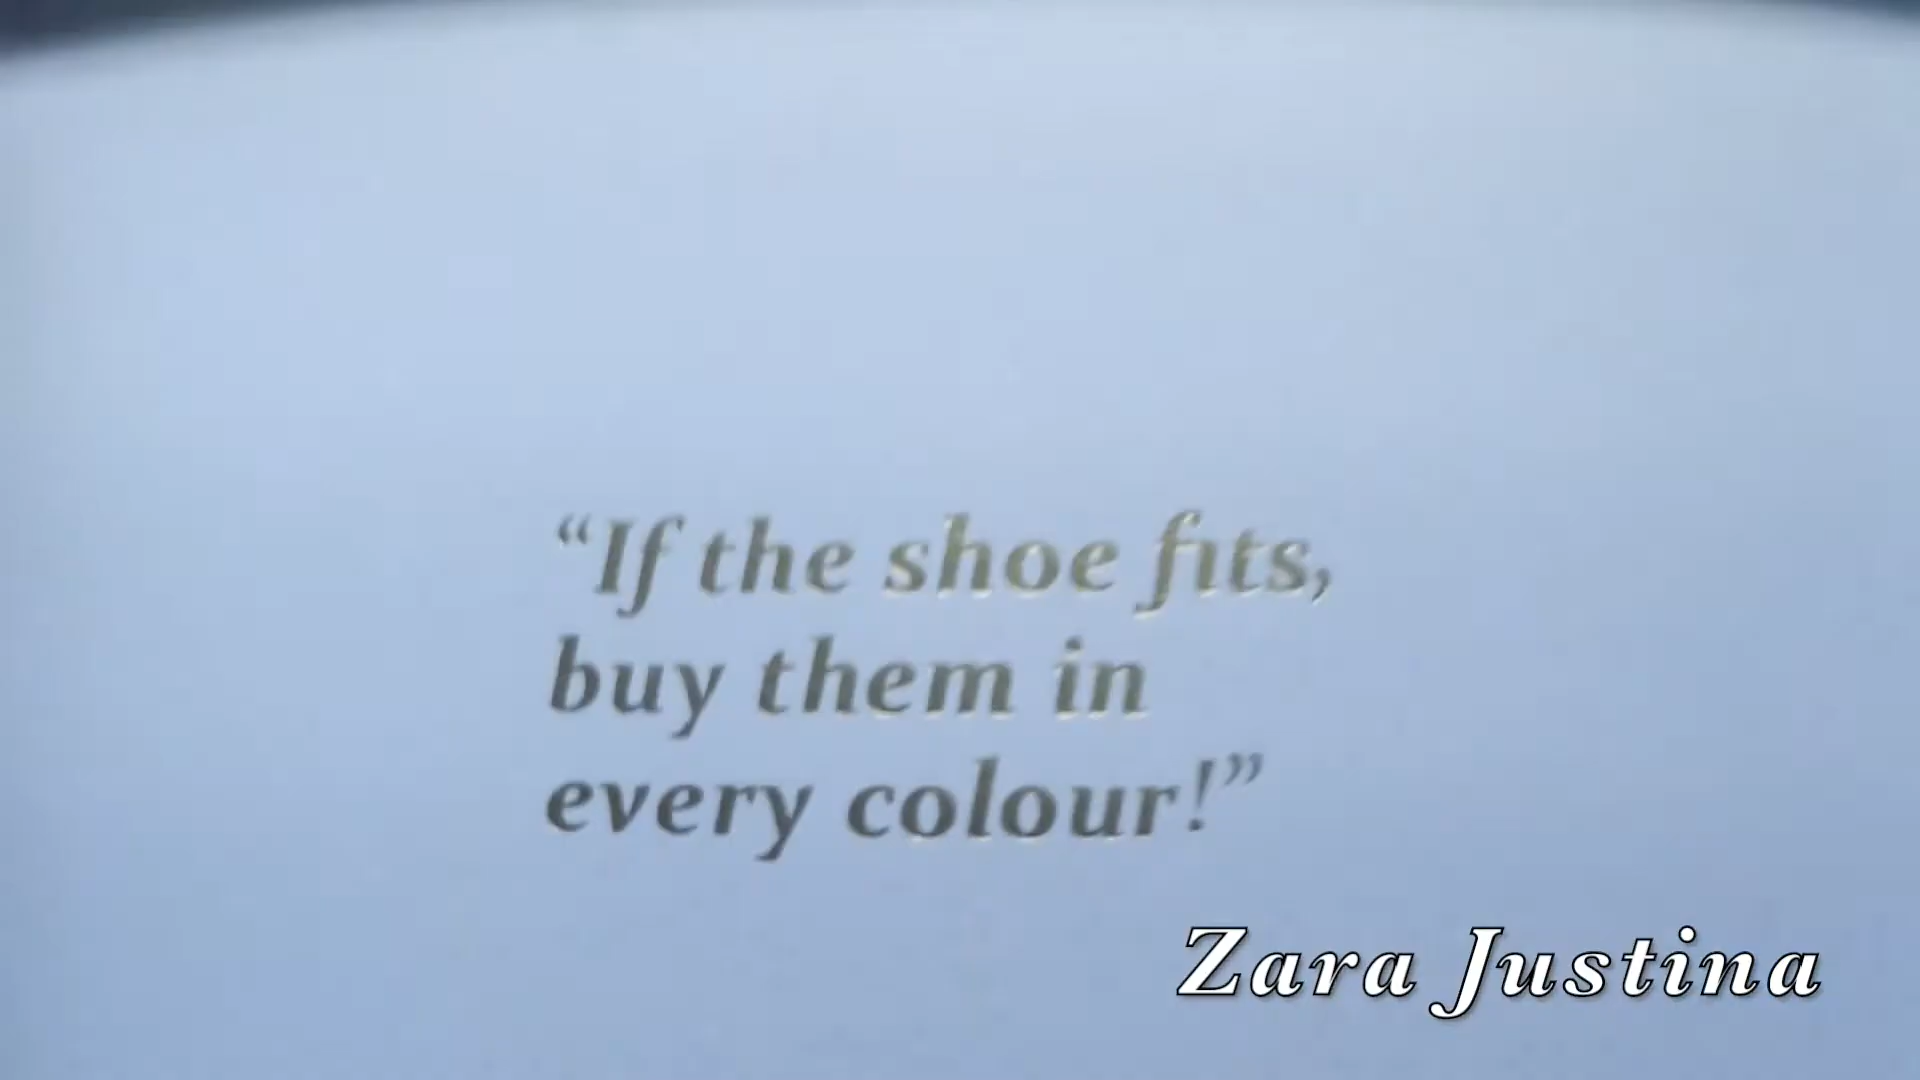 “If the shoe fits,
buy them in
every colour!”
Zara Justina